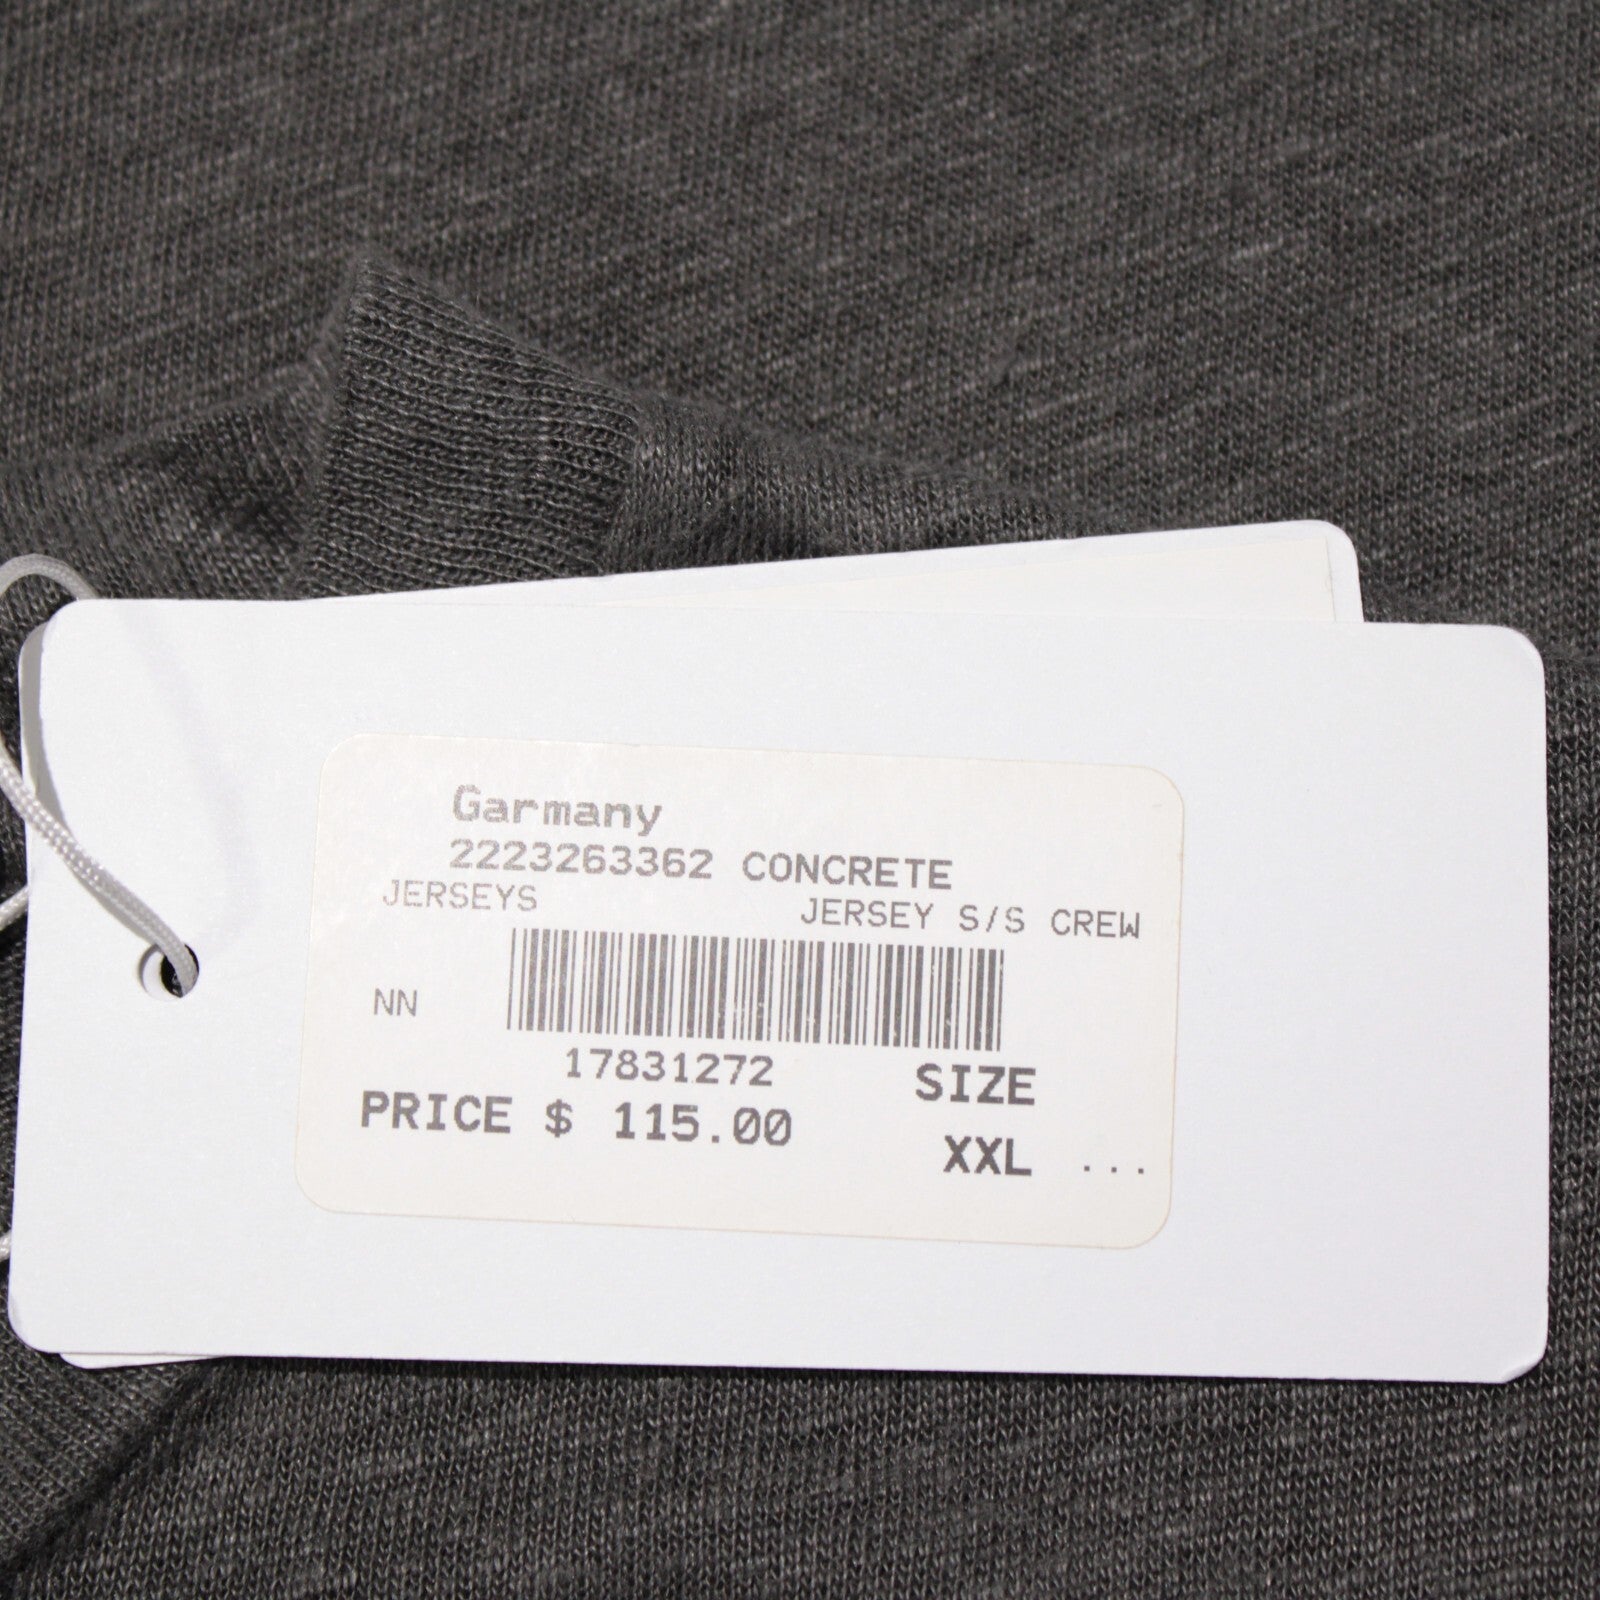 Garmany
2223263362 CONCRETE
JERSEYS JERSEY S/S CREW
NN
17831272
SIZE
PRICE $ 115.00
XXL ...